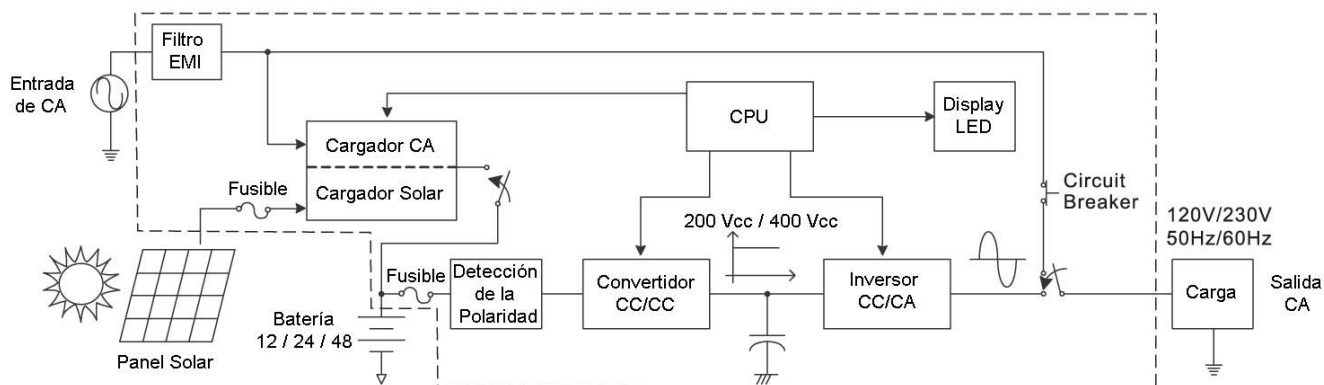 Filtro
EMI
Entrada
de CA
CPU
Display
LED
Cargador CA
Cargador Solar
Fusible
Circuit
Breaker
200 Vcc / 400 Vcc
120V/230V
50Hz/60Hz
Fusible
Detección
de la
Polaridad
Convertidor
CC/CC
Inversor
CC/CA
Carga
Salida
CA
Batería
12 / 24 / 48
Panel Solar